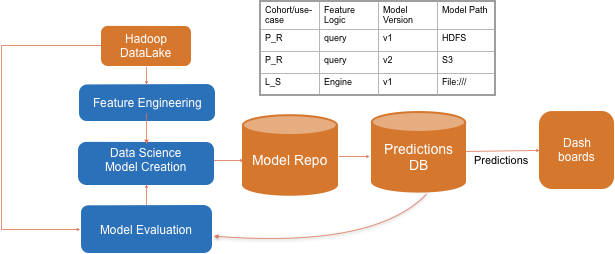 Cohort/use-case Feature Logic Model Version Model Path
P_R query v1 HDFS
P_R query v2 S3
L_S Engine v1 File:///
Hadoop
DataLake
Feature Engineering
Data Science
Model Creation
Model Repo
Predictions
DB
Predictions
Dash
boards
Model Evaluation